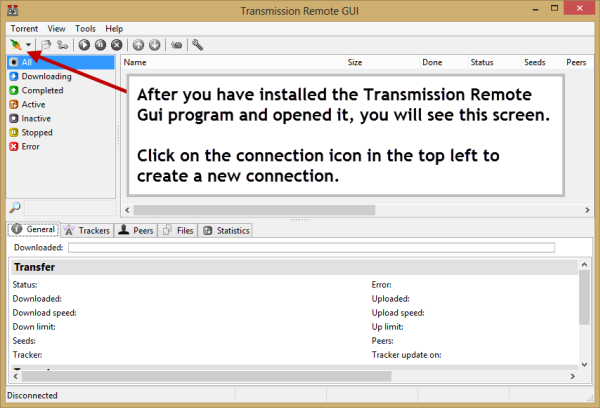 Transmission Remote GUI
Torrent View Tools Help
All
Downloading
Completed
Active
Inactive
Stopped
Error
Name Size Done Status Seeds Peers
After you have installed the Transmission Remote
Gui program and opened it, you will see this screen.
Click on the connection icon in the top left to
create a new connection.
General Trackers Peers Files Statistics
Downloaded:
Transfer
Status: Error:
Downloaded: Uploaded:
Download speed: Upload speed:
Down limit: Up limit:
Seeds: Peers:
Tracker: Tracker update on:
Disconnected